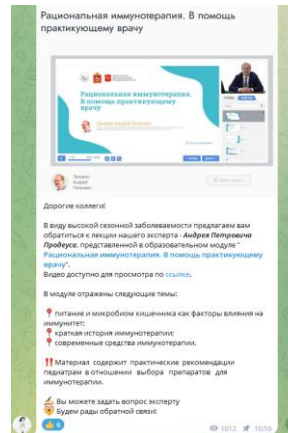 Рациональная иммунотерапия. В помощь
практикующему врачу
Рациональная иммунотерапия.
В помощь практикующему
врачу
Продеус
Андрей
Петрович
Дорогие коллеги!
В виду высокой сезонной заболеваемости предлагаем вам
обратиться к лекции нашего эксперта - Андрея Петровича
Продеуса, представленной в образовательном модуле "
Рациональная иммунотерапия. В помощь практикующему
врачу".
Видео доступно для просмотра по ссылке.
В модуле отражены следующие темы:
📍 питание и микробиом кишечника как факторы влияния на
иммунитет;
📍 краткая история иммунотерапии;
📍 современные средства иммунотерапии.
‼️Материал содержит практические рекомендации
педиатрам в отношении выбора препаратов для
иммунотерапии.
Вы можете задать вопрос эксперту
Будем рады обратной связи!
👍 6
1012
10:59